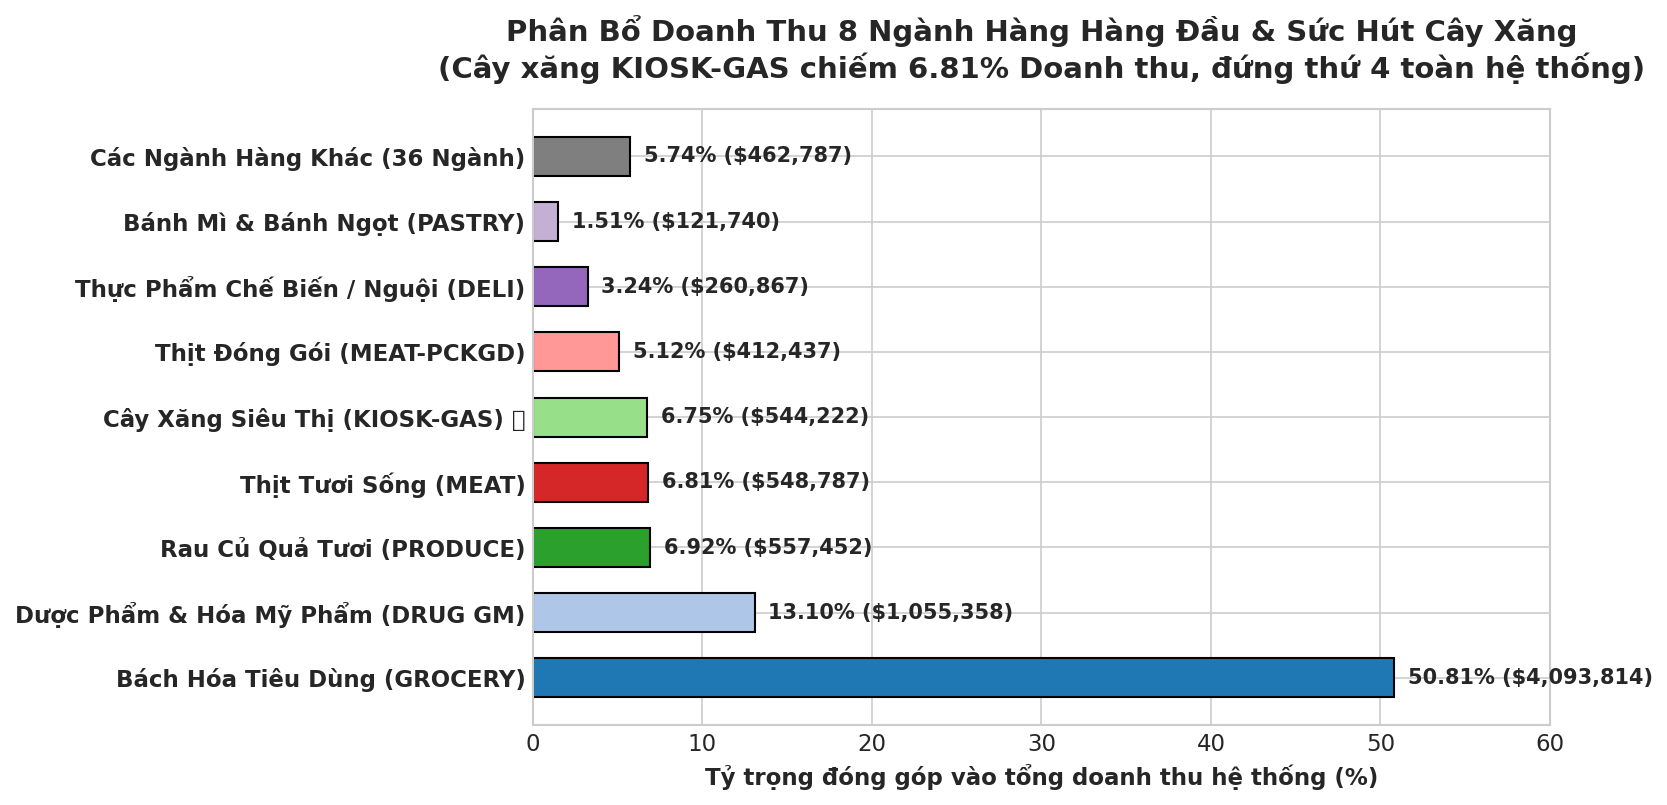 Phân Bổ Doanh Thu 8 Ngành Hàng Hàng Đầu & Sức Hút Cây Xăng
(Cây xăng KIOSK-GAS chiếm 6.81% Doanh thu, đứng thứ 4 toàn hệ thống)
Các Ngành Hàng Khác (36 Ngành) 5.74% ($462,787)
Bánh Mì & Bánh Ngọt (PASTRY) 1.51% ($121,740)
Thực Phẩm Chế Biến / Nguội (DELI) 3.24% ($260,867)
Thịt Đóng Gói (MEAT-PCKGD) 5.12% ($412,437)
Cây Xăng Siêu Thị (KIOSK-GAS) 6.75% ($544,222)
Thịt Tươi Sống (MEAT) 6.81% ($548,787)
Rau Củ Quả Tươi (PRODUCE) 6.92% ($557,452)
Dược Phẩm & Hóa Mỹ Phẩm (DRUG GM) 13.10% ($1,055,358)
Bách Hóa Tiêu Dùng (GROCERY) 50.81% ($4,093,814)
0 10 20 30 40 50 60
Tỷ trọng đóng góp vào tổng doanh thu hệ thống (%)